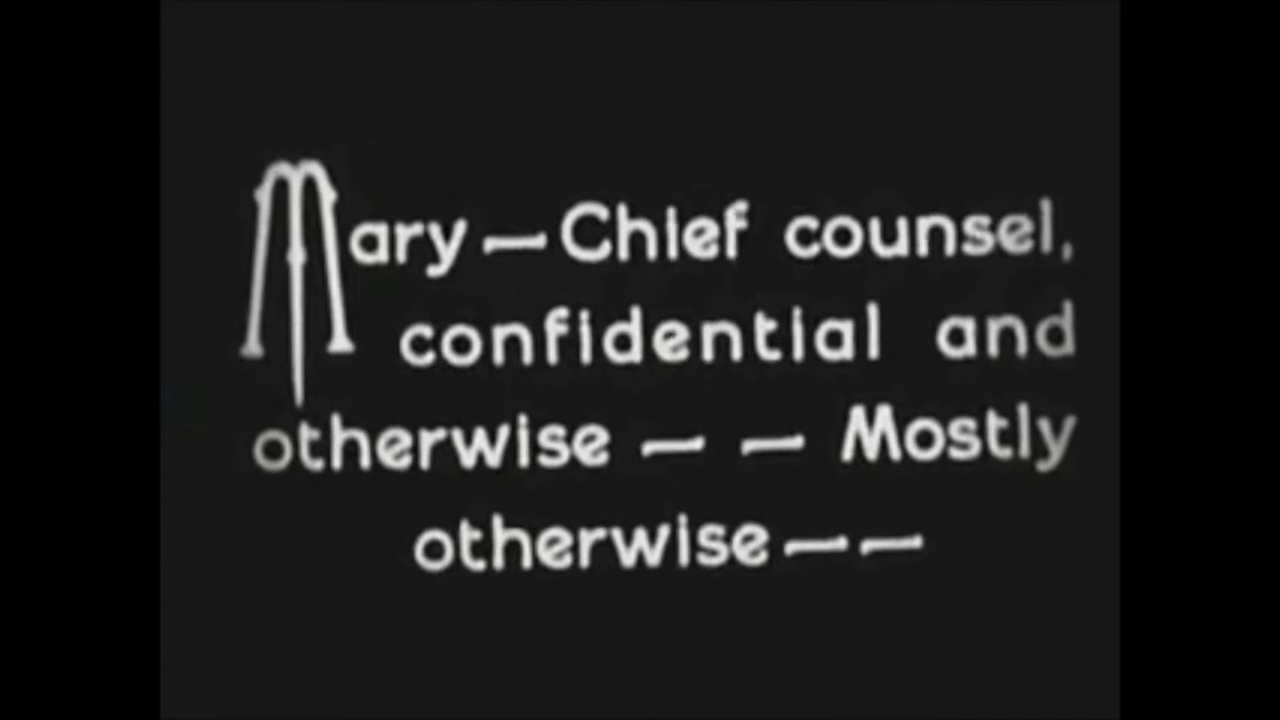 Mary — Chief counsel,
confidential and
otherwise — — Mostly
otherwise — —